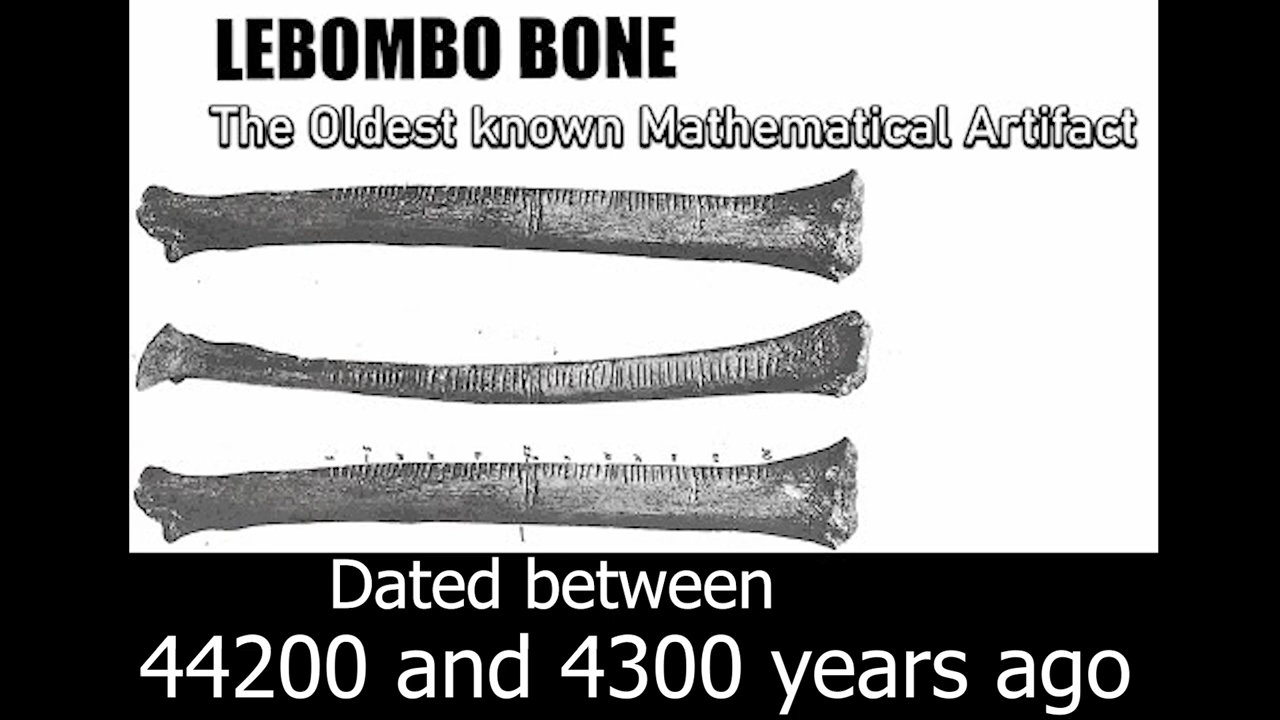 LEBOMBO BONE
The Oldest known Mathematical Artifact
Dated between
44200 and 4300 years ago